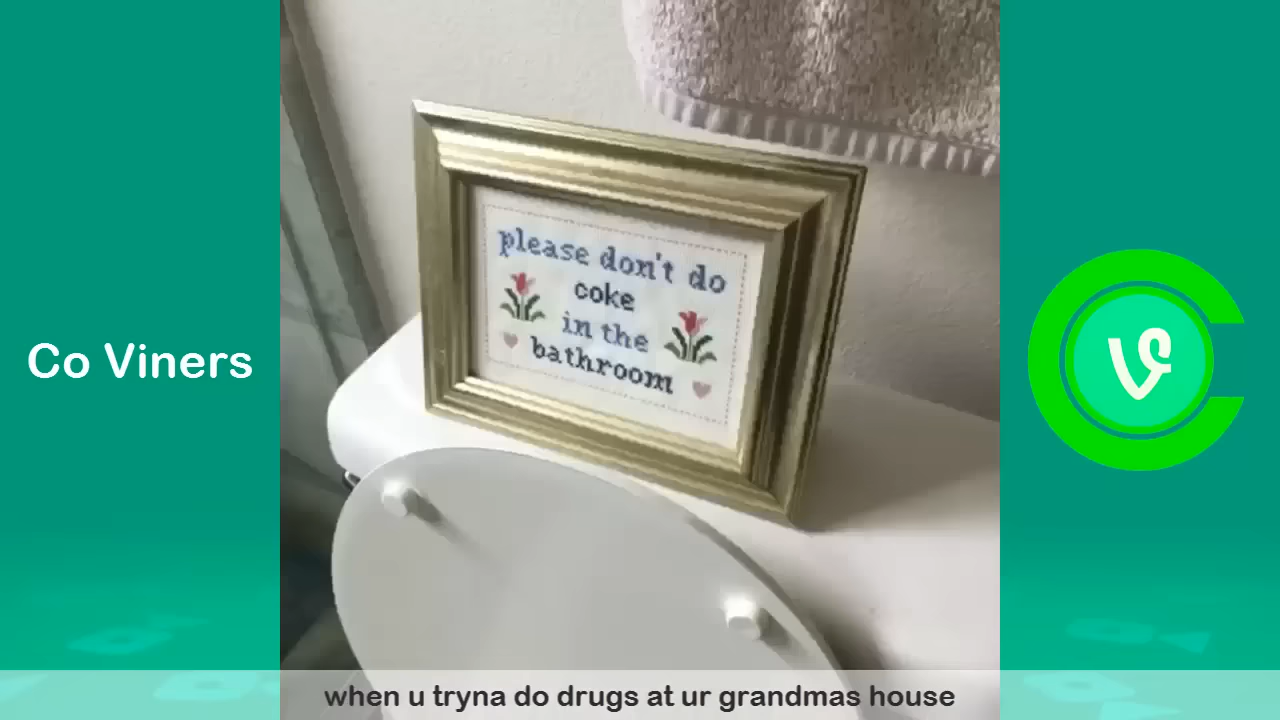 Co Viners
please don't do
coke
in the
bathroom
when u tryna do drugs at ur grandmas house